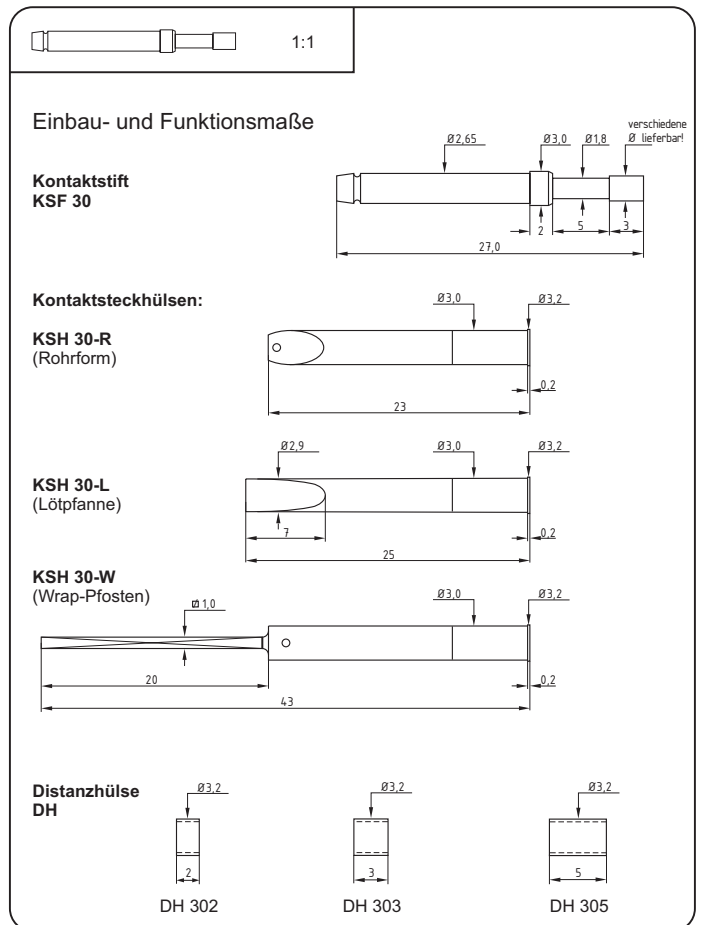 1:1
Einbau- und Funktionsmaße
verschiedene
Ø lieferbar!
Ø2,65
Ø3,0
Ø1,8
Kontaktstift
KSF 30
2
5
3
27,0
Kontaktsteckhülsen:
Ø3,0
Ø3,2
KSH 30-R
(Rohrform)
0,2
23
Ø2,9
Ø3,0
Ø3,2
KSH 30-L
(Lötpfanne)
7
0,2
25
KSH 30-W
(Wrap-Pfosten)
1,0
Ø3,0
Ø3,2
20
0,2
43
Distanzhülse
DH
Ø3,2
Ø3,2
Ø3,2
2
3
5
DH 302
DH 303
DH 305